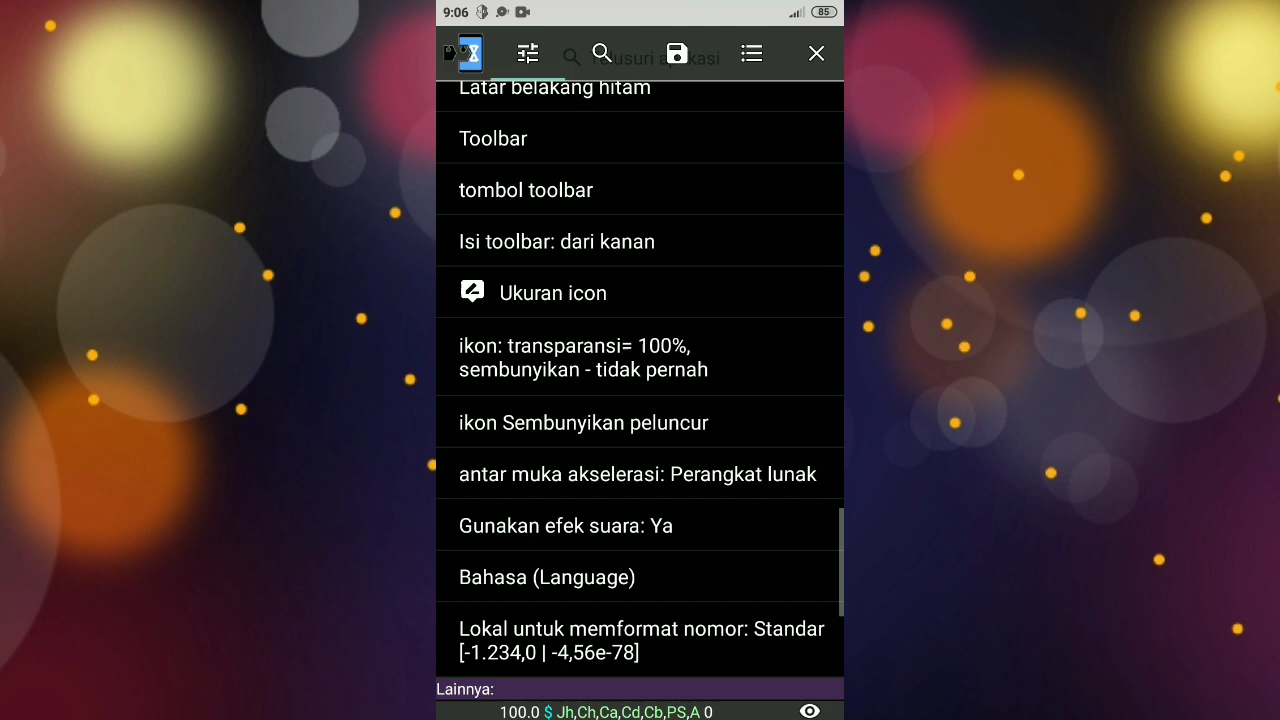 9:06
85
Telusuri aplikasi
Latar belakang hitam
Toolbar
tombol toolbar
Isi toolbar: dari kanan
Ukuran icon
ikon: transparansi= 100%,
sembunyikan - tidak pernah
ikon Sembunyikan peluncur
antar muka akselerasi: Perangkat lunak
Gunakan efek suara: Ya
Bahasa (Language)
Lokal untuk memformat nomor: Standar
[-1.234,0 | -4,56e-78]
Lainnya:
100.0 $ Jh,Ch,Ca,Cd,Cb,PS,A 0